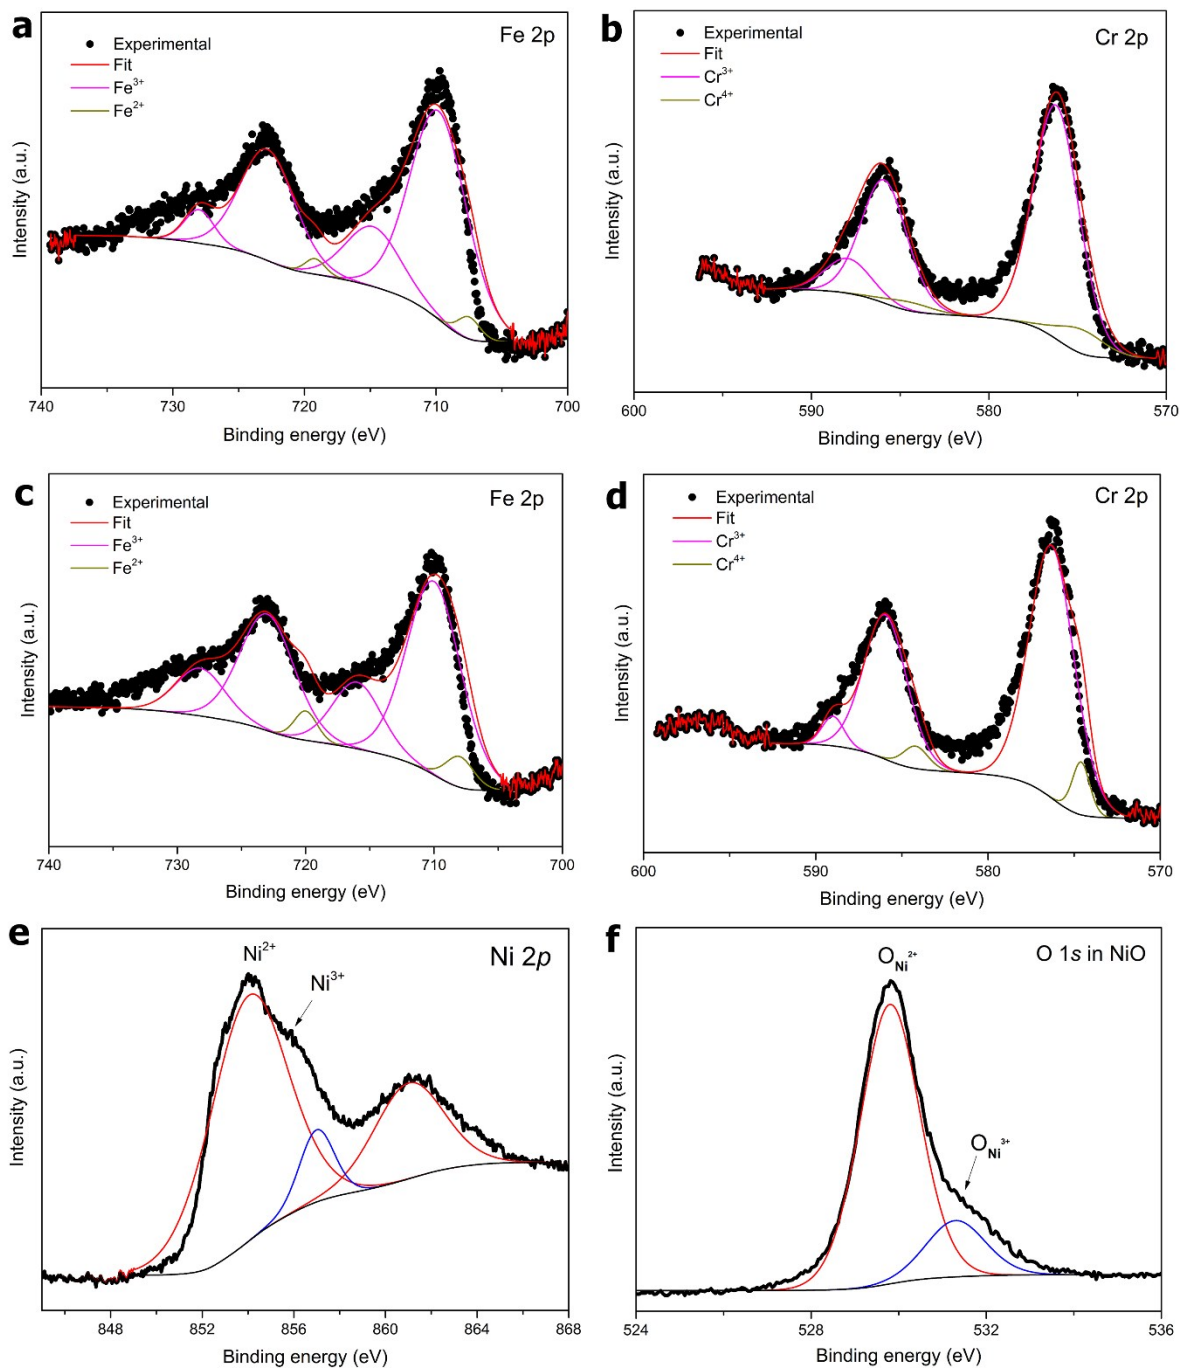 a
Fe 2p
Experimental
Fit
Fe³⁺
Fe²⁺
Intensity (a.u.)
740 730 720 710 700
Binding energy (eV)
b
Cr 2p
Experimental
Fit
Cr³⁺
Cr⁴⁺
Intensity (a.u.)
600 590 580 570
Binding energy (eV)
c
Fe 2p
Experimental
Fit
Fe³⁺
Fe²⁺
Intensity (a.u.)
740 730 720 710 700
Binding energy (eV)
d
Cr 2p
Experimental
Fit
Cr³⁺
Cr⁴⁺
Intensity (a.u.)
600 590 580 570
Binding energy (eV)
e
Ni 2p
Ni²⁺
Ni³⁺
Intensity (a.u.)
848 852 856 860 864 868
Binding energy (eV)
f
O 1s in NiO
O Ni²⁺
O Ni³⁺
Intensity (a.u.)
524 528 532 536
Binding energy (eV)